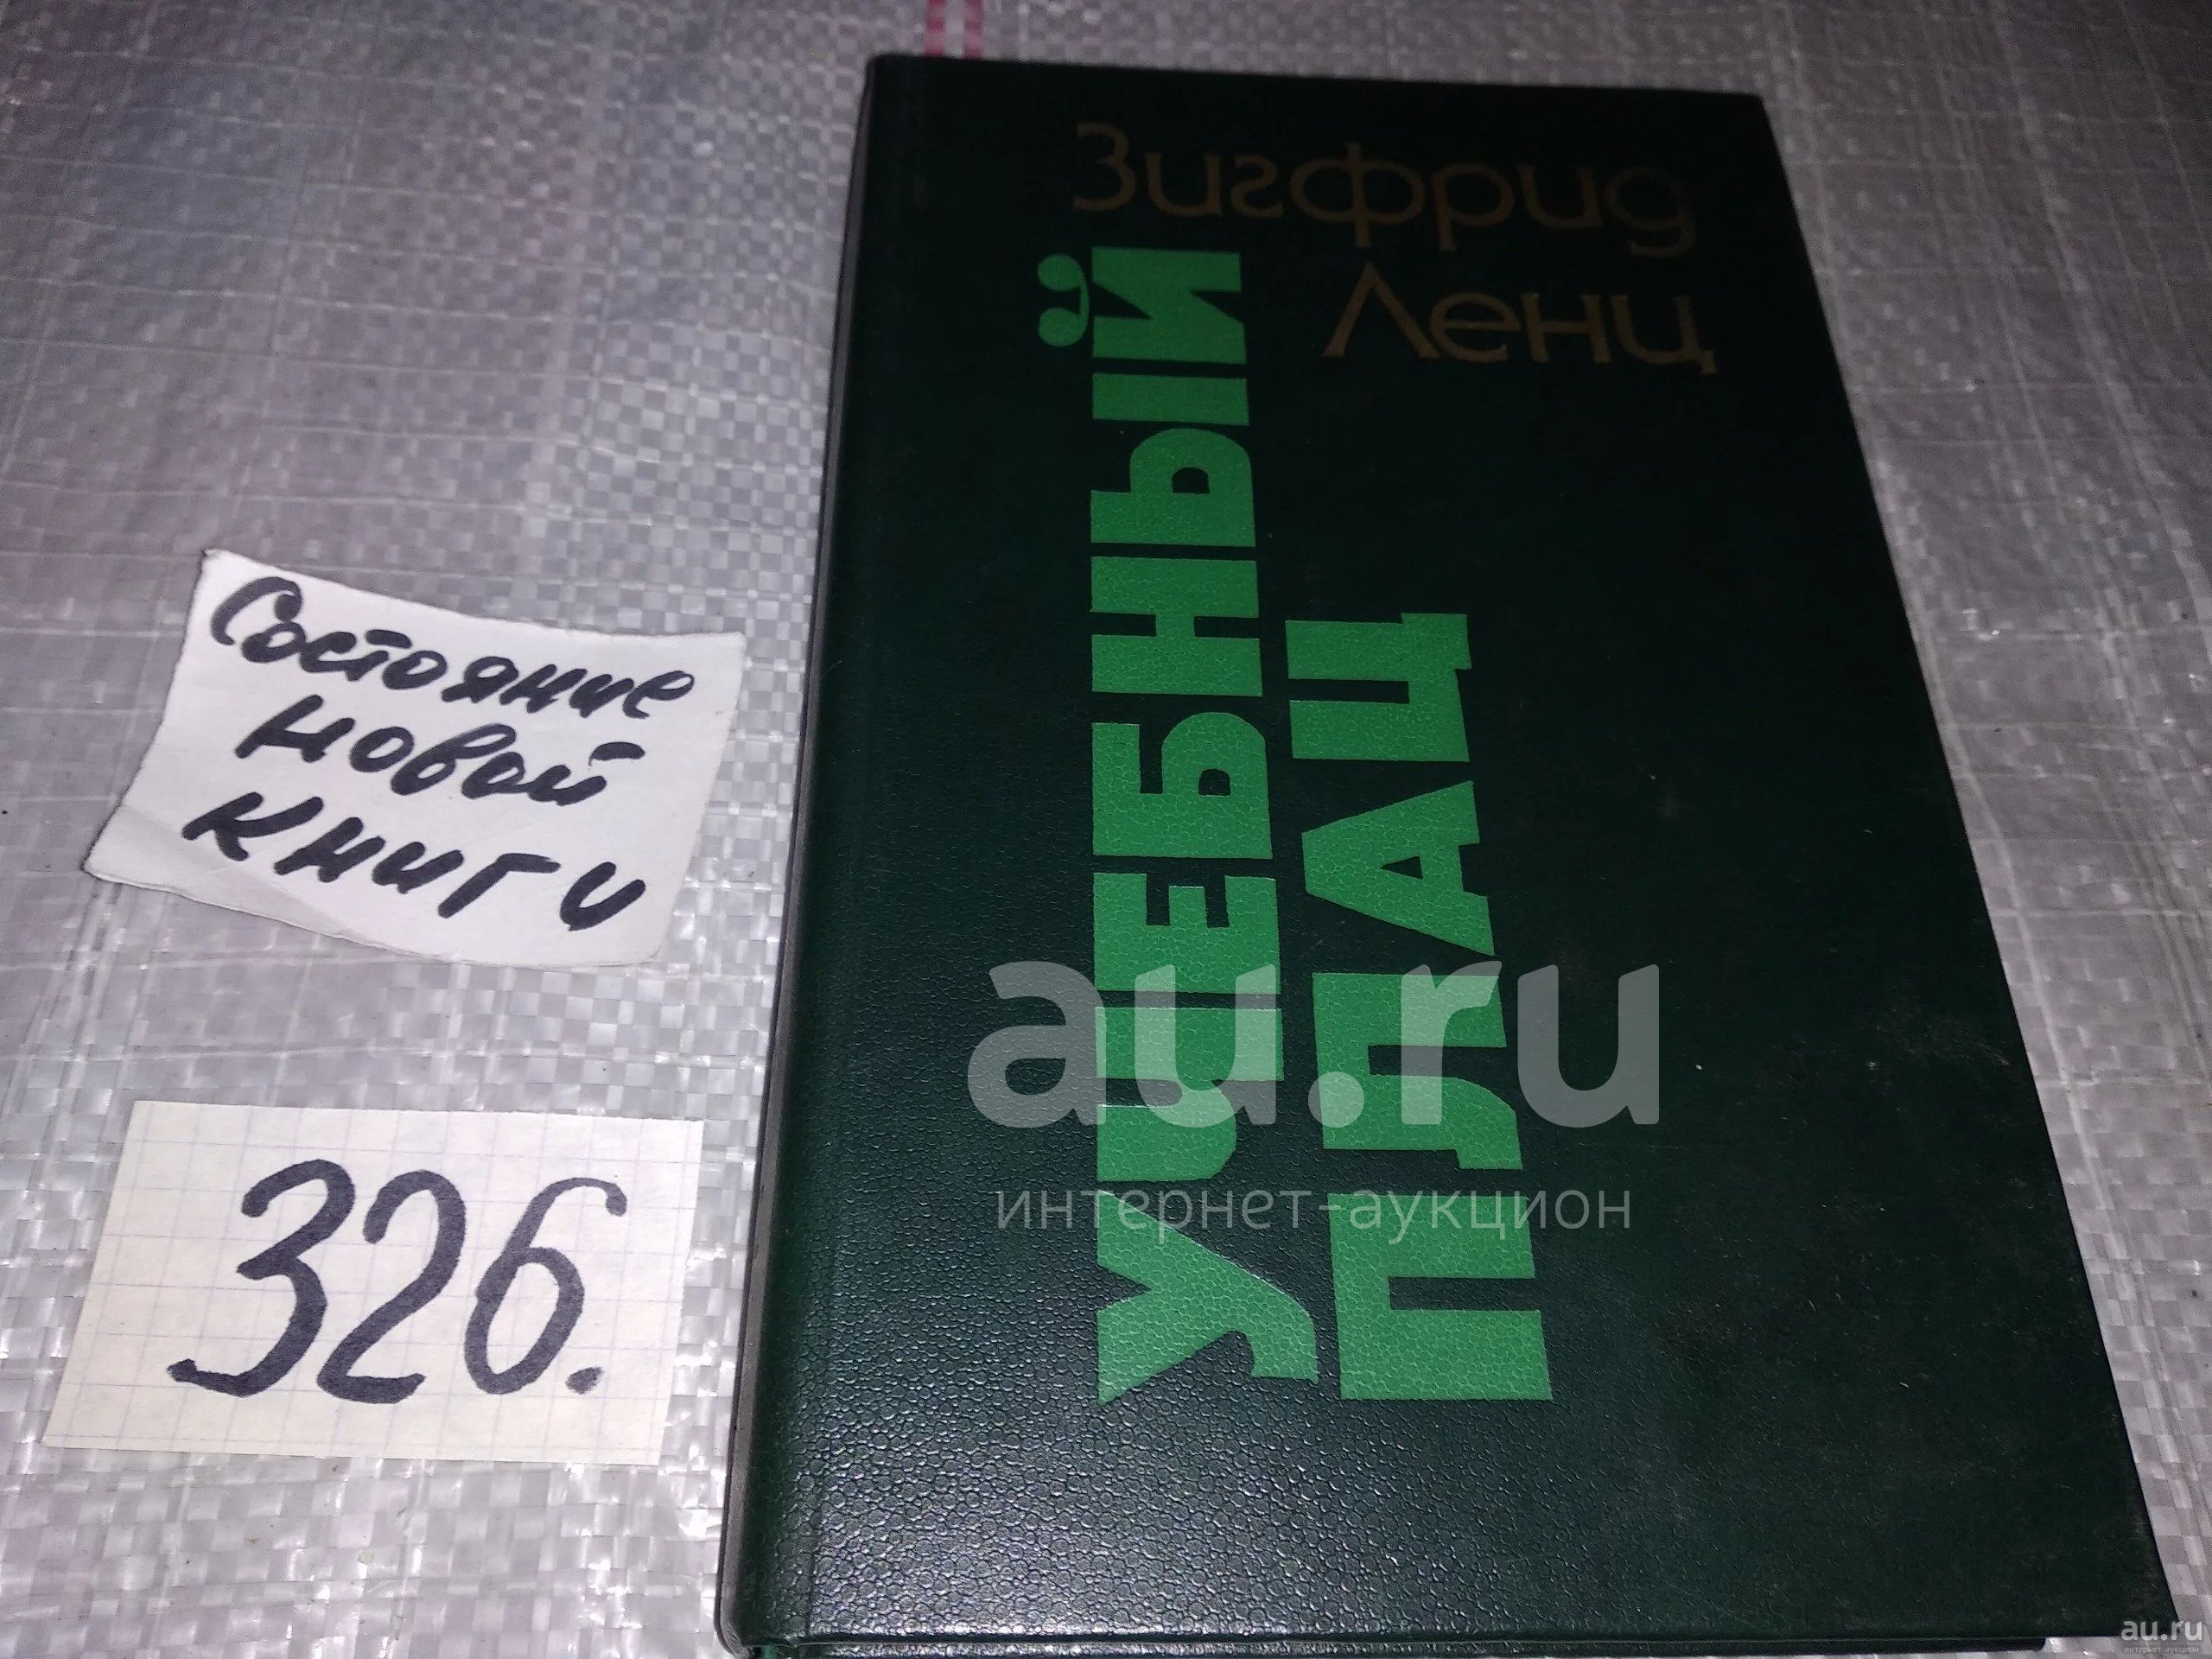 Зигфрид
Ленц
УЧЕБНЫЙ
ПЛАЦ
Состояние
новой
книги
326.
au.ru
интернет-аукцион
au.ru
интернет-аукцион